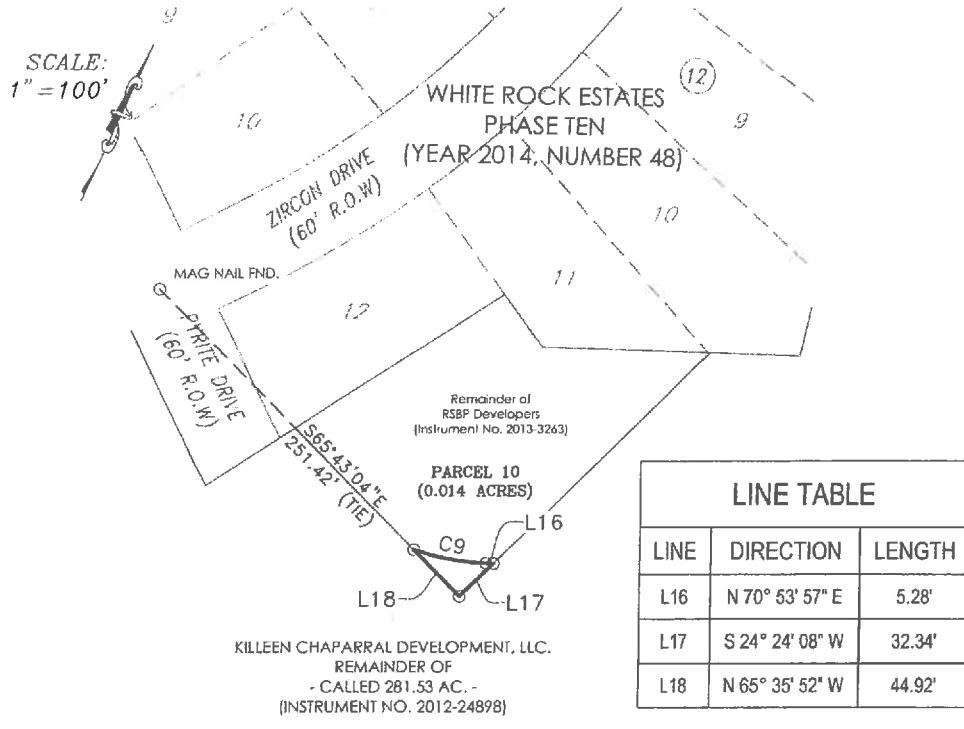 9
SCALE:
1"=100'
10
WHITE ROCK ESTATES
PHASE TEN
(YEAR 2014, NUMBER 48)
12
9
ZIRCON DRIVE
(60' R.O.W)
10
MAG NAIL FND.
11
12
PYRITE DRIVE
(60' R.O.W)
Remainder of
RSBP Developers
(Instrument No. 2013-3263)
S65°43'04"E
251.42' (TIE)
PARCEL 10
(0.014 ACRES)
L16
C9
L18
L17
KILLEEN CHAPARRAL DEVELOPMENT, LLC.
REMAINDER OF
- CALLED 281.53 AC. -
(INSTRUMENT NO. 2012-24898)
LINE TABLE
LINE DIRECTION LENGTH
L16 N 70° 53' 57" E 5.28'
L17 S 24° 24' 08" W 32.34'
L18 N 65° 35' 52" W 44.92'